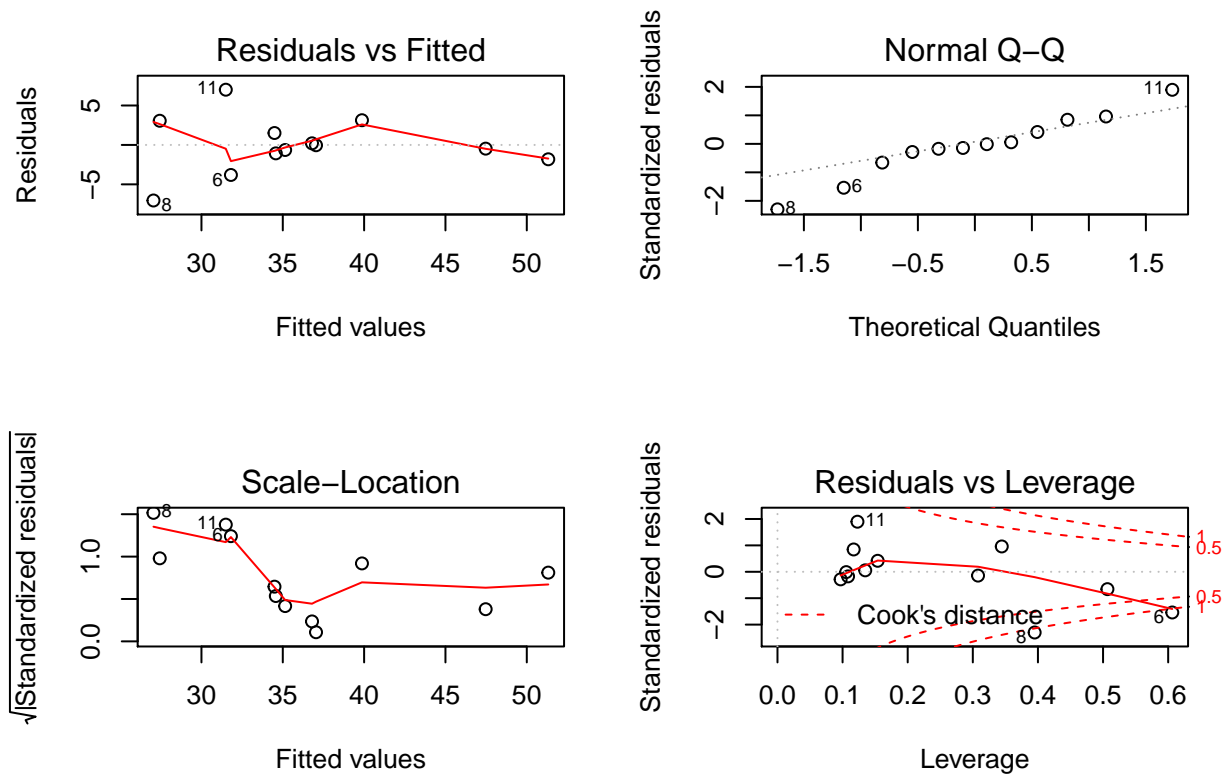 Residuals vs Fitted
Residuals
5
−5
11
6
8
30 35 40 45 50
Fitted values
Normal Q−Q
Standardized residuals
2
0
−2
11
6
8
−1.5 −0.5 0.5 1.5
Theoretical Quantiles
Scale−Location
√|Standardized residuals|
1.0
0.0
8
11
6
30 35 40 45 50
Fitted values
Residuals vs Leverage
Standardized residuals
2
0
−2
11
1
0.5
0.5
1
Cook's distance
6
8
0.0 0.1 0.2 0.3 0.4 0.5 0.6
Leverage